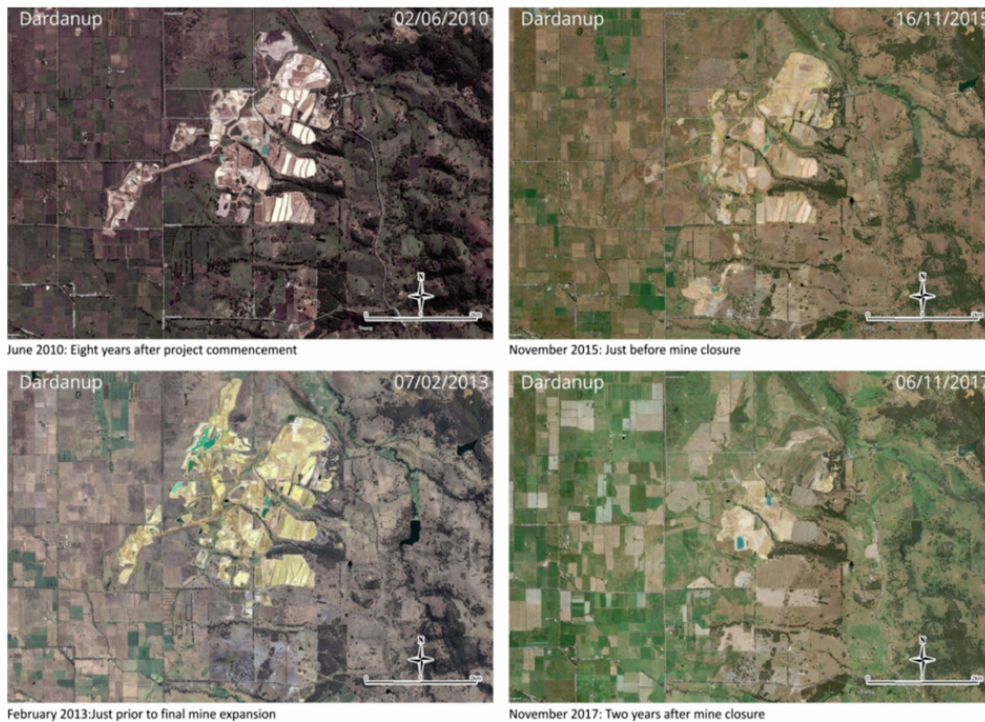 Dardanup 02/06/2010
N
June 2010: Eight years after project commencement
Dardanup 16/11/2015
N
November 2015: Just before mine closure
Dardanup 07/02/2013
N
February 2013:Just prior to final mine expansion
Dardanup 06/11/2017
N
November 2017: Two years after mine closure